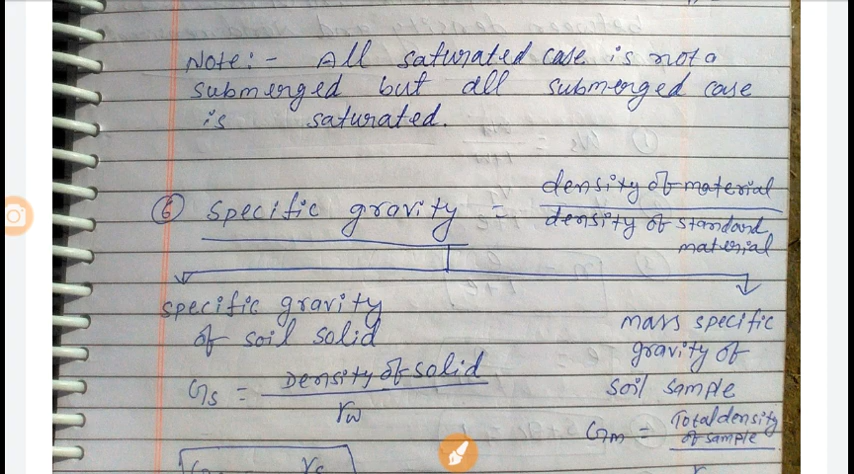 Note:- All saturated case is not a
submerged but all submerged case
is saturated.
⑥ specific gravity = density of material
density of standard
material
specific gravity
of soil solid
Gs = Density of solid
γw
mass specific
gravity of
soil sample
Gm = Total density
of sample
γs